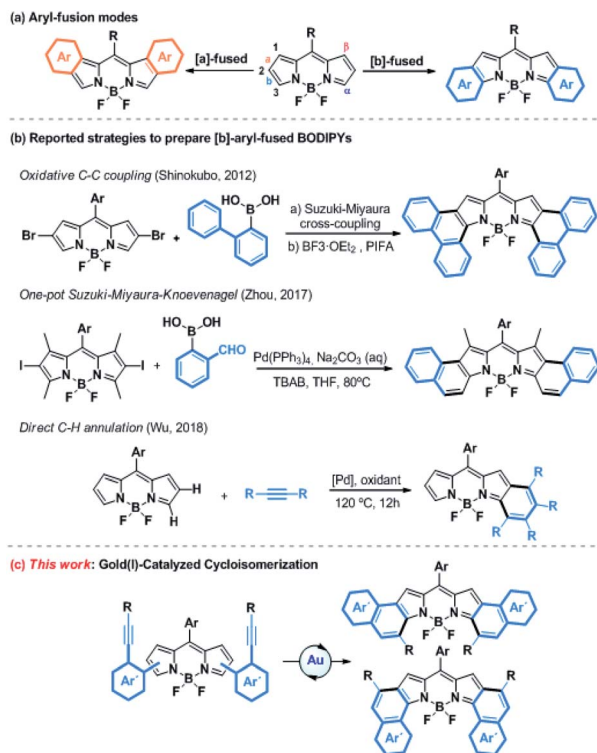 (a) Aryl-fusion modes
R
R
R
Ar
Ar
[a]-fused
1
β
a
2
b
3
α
[b]-fused
N
N
B
F
F
N
N
B
F
F
N
N
B
F
F
Ar
Ar
(b) Reported strategies to prepare [b]-aryl-fused BODIPYs
Oxidative C-C coupling (Shinokubo, 2012)
Ar
HO
OH
B
Ar
Br
Br
N
N
B
F
F
+
a) Suzuki-Miyaura
cross-coupling
b) BF3·OEt2 , PIFA
N
N
B
F
F
One-pot Suzuki-Miyaura-Knoevenagel (Zhou, 2017)
Ar
HO
OH
B
CHO
Ar
I
I
N
N
B
F
F
+
Pd(PPh3)4, Na2CO3 (aq)
TBAB, THF, 80ºC
N
N
B
F
F
Direct C-H annulation (Wu, 2018)
Ar
Ar
N
N
B
F
F
H
H
+
R
R
[Pd], oxidant
120 ºC, 12h
N
N
B
F
F
R
R
R
R
(c) This work: Gold(I)-Catalyzed Cycloisomerization
R
Ar
R
Ar'
Ar'
N
N
B
F
F
Au
Ar
Ar'
Ar'
N
N
B
R
F
F
R
Ar
R
R
N
N
B
F
F
Ar'
Ar'